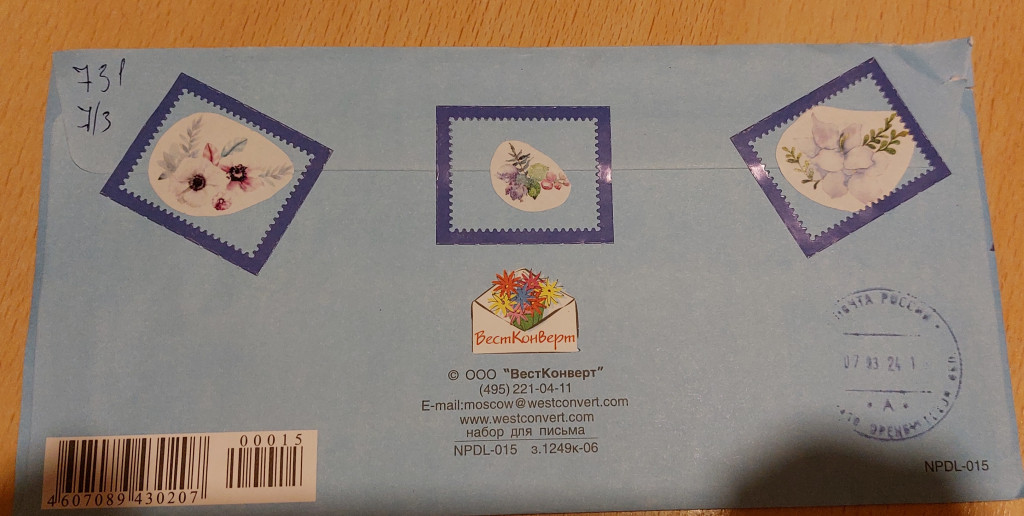 731
7/3
ВестКонверт
© ООО "ВестКонверт"
(495) 221-04-11
E-mail:moscow@westconvert.com
www.westconvert.com
набор для письма
NPDL-015 з.1249к-06
ПОЧТА РОССИИ
07 03 24 1
* А *
NPDL-015
00015
4607089430207